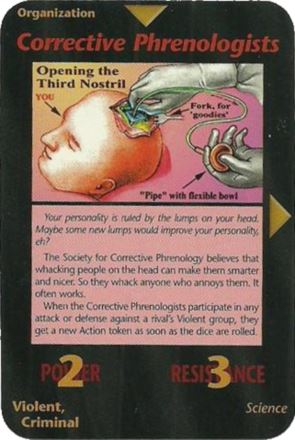 Organization
Corrective Phrenologists
Opening the
Third Nostril
YOU
Fork, for
'goodies'
"Pipe" with flexible bowl
Your personality is ruled by the lumps on your head.
Maybe some new lumps would improve your personality,
eh?
The Society for Corrective Phrenology believes that
whacking people on the head can make them smarter
and nicer. So they whack anyone who annoys them. It
often works.
When the Corrective Phrenologists participate in any
attack or defense against a rival's Violent group, they
get a new Action token as soon as the dice are rolled.
POWER 2 RESISTANCE 3
Violent,
Criminal
Science